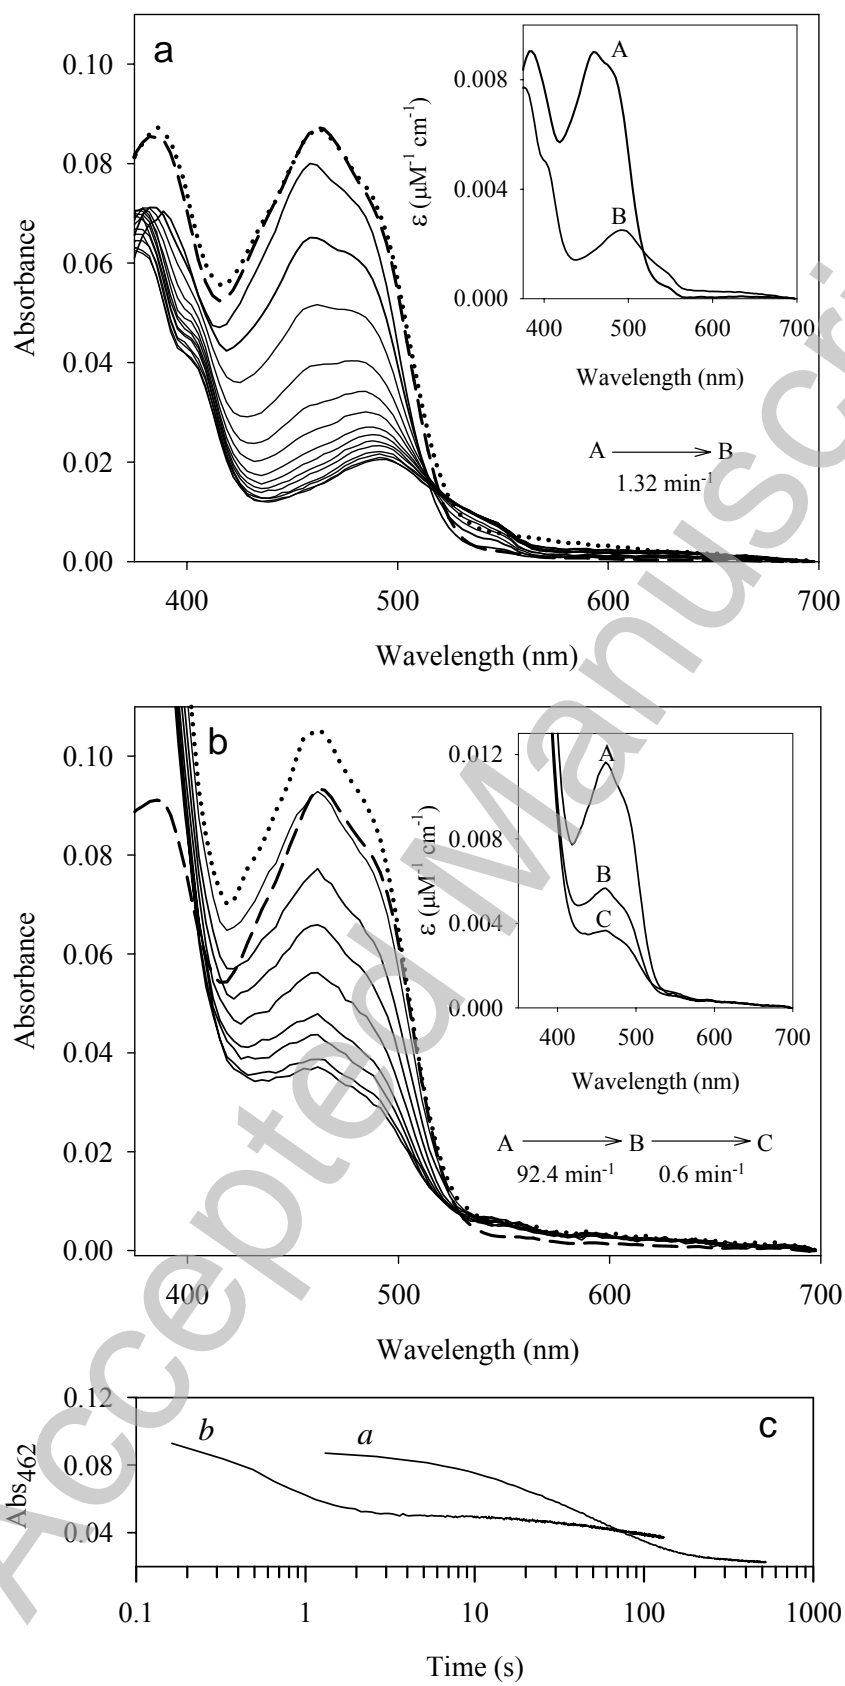 a
0.10
0.08
0.06
0.04
0.02
0.00
Absorbance
400 500 600 700
Wavelength (nm)
A
B
0.008
0.004
0.000
ε (μM⁻¹ cm⁻¹)
400 500 600 700
Wavelength (nm)
A B
1.32 min⁻¹
b
0.10
0.08
0.06
0.04
0.02
0.00
Absorbance
400 500 600 700
Wavelength (nm)
A
B
C
0.012
0.008
0.004
0.000
ε (μM⁻¹ cm⁻¹)
400 500 600 700
Wavelength (nm)
A B C
92.4 min⁻¹ 0.6 min⁻¹
c
b a
0.12
0.08
0.04
Abs₄₆₂
0.1 1 10 100 1000
Time (s)
Accepted Manuscri